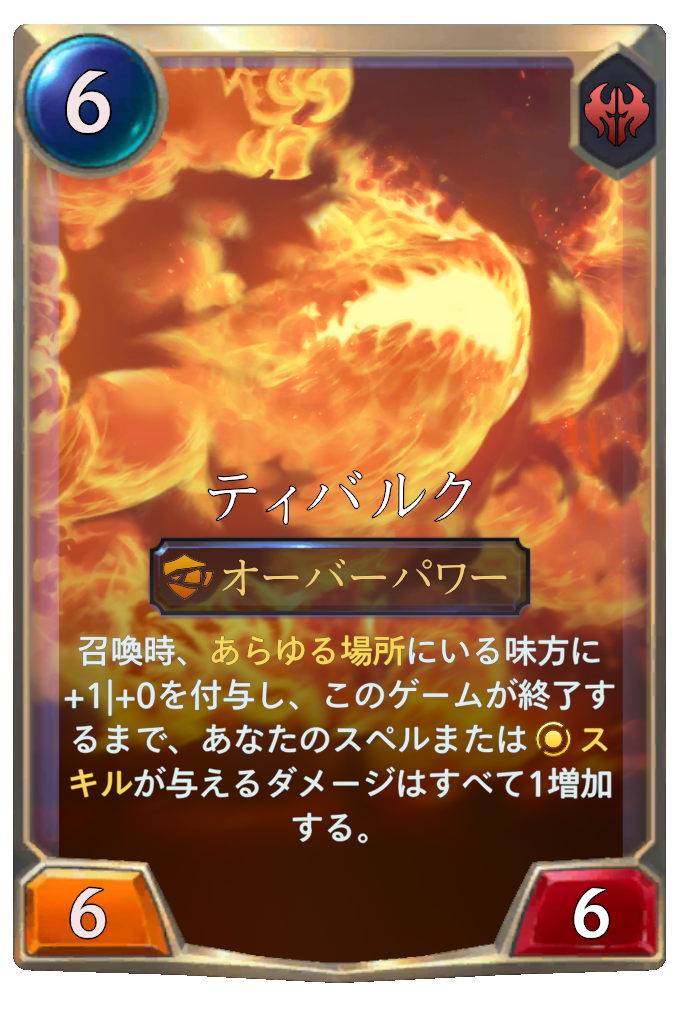 6
ティバルク
オーバーパワー
召喚時、あらゆる場所にいる味方に
+1|+0を付与し、このゲームが終了す
るまで、あなたのスペルまたは ス
キルが与えるダメージはすべて1増加
する。
6
6